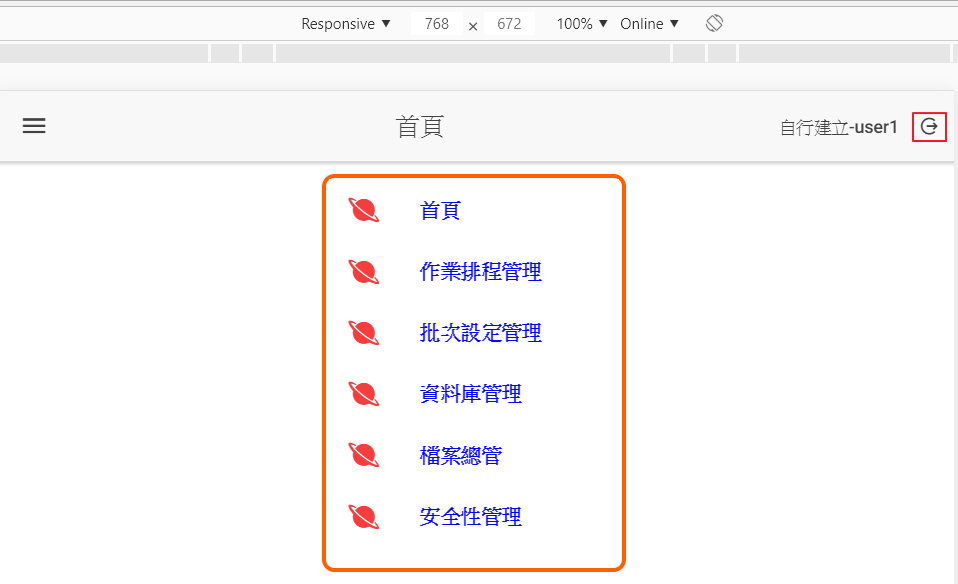 Responsive ▼ 768 × 672 100% ▼ Online ▼
首頁 自行建立-user1
首頁
作業排程管理
批次設定管理
資料庫管理
檔案總管
安全性管理